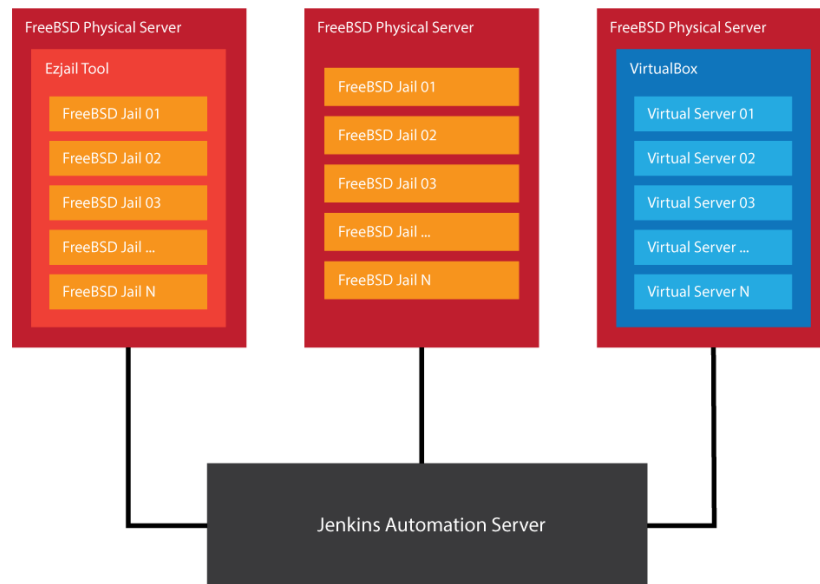 FreeBSD Physical Server
Ezjail Tool
FreeBSD Jail 01
FreeBSD Jail 02
FreeBSD Jail 03
FreeBSD Jail ...
FreeBSD Jail N
FreeBSD Physical Server
FreeBSD Jail 01
FreeBSD Jail 02
FreeBSD Jail 03
FreeBSD Jail ...
FreeBSD Jail N
FreeBSD Physical Server
VirtualBox
Virtual Server 01
Virtual Server 02
Virtual Server 03
Virtual Server ...
Virtual Server N
Jenkins Automation Server